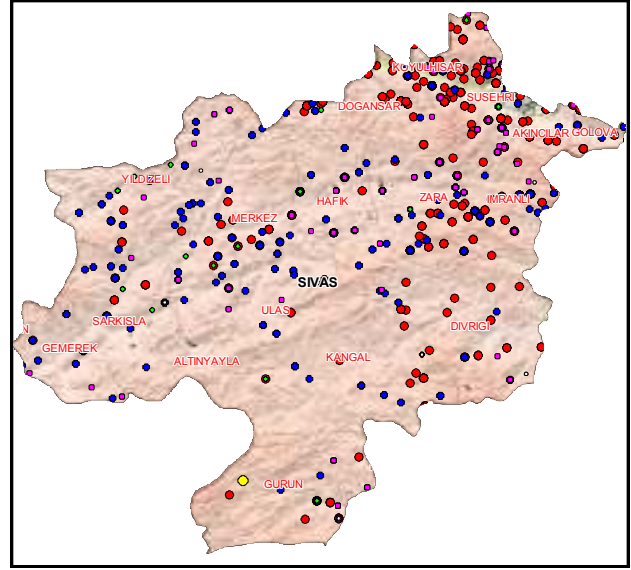 KOYULHISAR
SUSEHRI
DOGANSAR
AKINCILAR
GOLOVA
YILDIZELI
HAFIK
ZARA
IMRANLI
MERKEZ
SIVAS
ULAS
SARKISLA
DIVRIGI
N
GEMEREK
ALTINYAYLA
KANGAL
GURUN